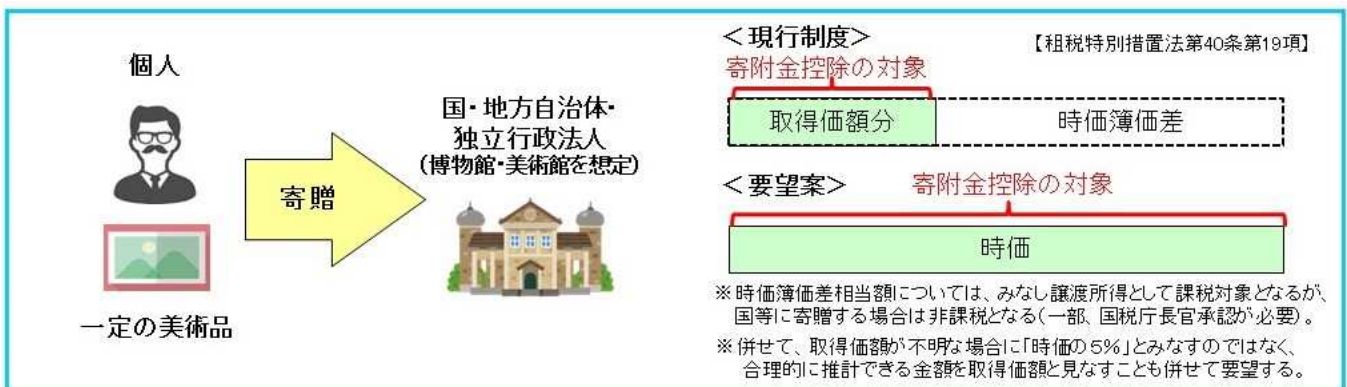 個人
一定の美術品
寄贈
国・地方自治体・
独立行政法人
(博物館・美術館を想定)
<現行制度>
【租税特別措置法第40条第19項】
寄附金控除の対象
取得価額分
時価簿価差
<要望案>
寄附金控除の対象
時価
※時価簿価差相当額については、みなし譲渡所得として課税対象となるが、
国等に寄贈する場合は非課税となる(一部、国税庁長官承認が必要)。
※併せて、取得価額が不明な場合に「時価の5%」とみなすのではなく、
合理的に推計できる金額を取得価額と見なすことも併せて要望する。